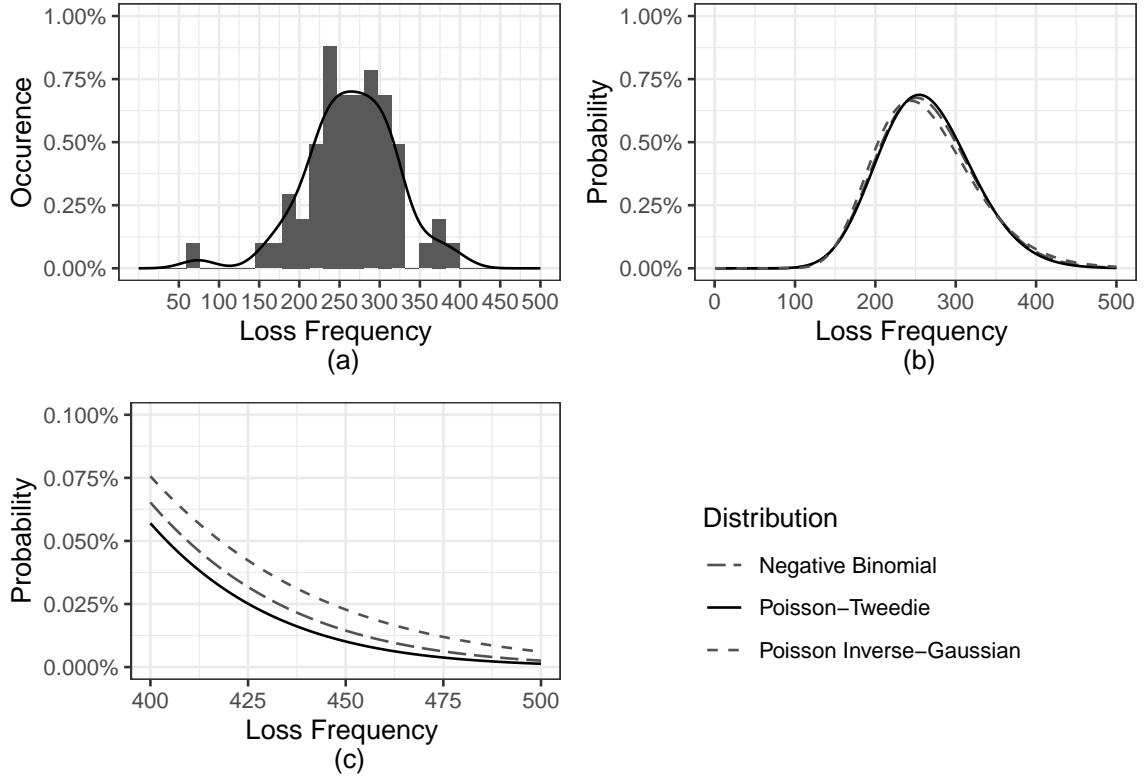 1.00%
0.75%
0.50%
0.25%
0.00%
Occurence
50 100 150 200 250 300 350 400 450 500
Loss Frequency
(a)
1.00%
0.75%
0.50%
0.25%
0.00%
Probability
0 100 200 300 400 500
Loss Frequency
(b)
0.100%
0.075%
0.050%
0.025%
0.000%
Probability
400 425 450 475 500
Loss Frequency
(c)
Distribution
Negative Binomial
Poisson−Tweedie
Poisson Inverse−Gaussian